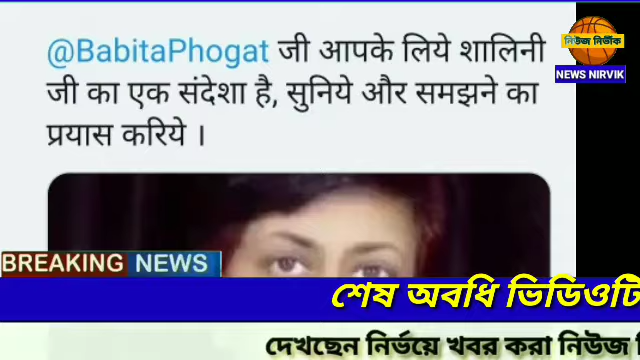 @BabitaPhogat जी आपके लिये शालिनी
जी का एक संदेशा है, सुनिये और समझने का
प्रयास करिये ।
নিউজ নির্ভীক
NEWS NIRVIK
BREAKING NEWS
শেষ অবধি ভিডিওটি
দেখছেন নির্ভয়ে খবর করা নিউজ